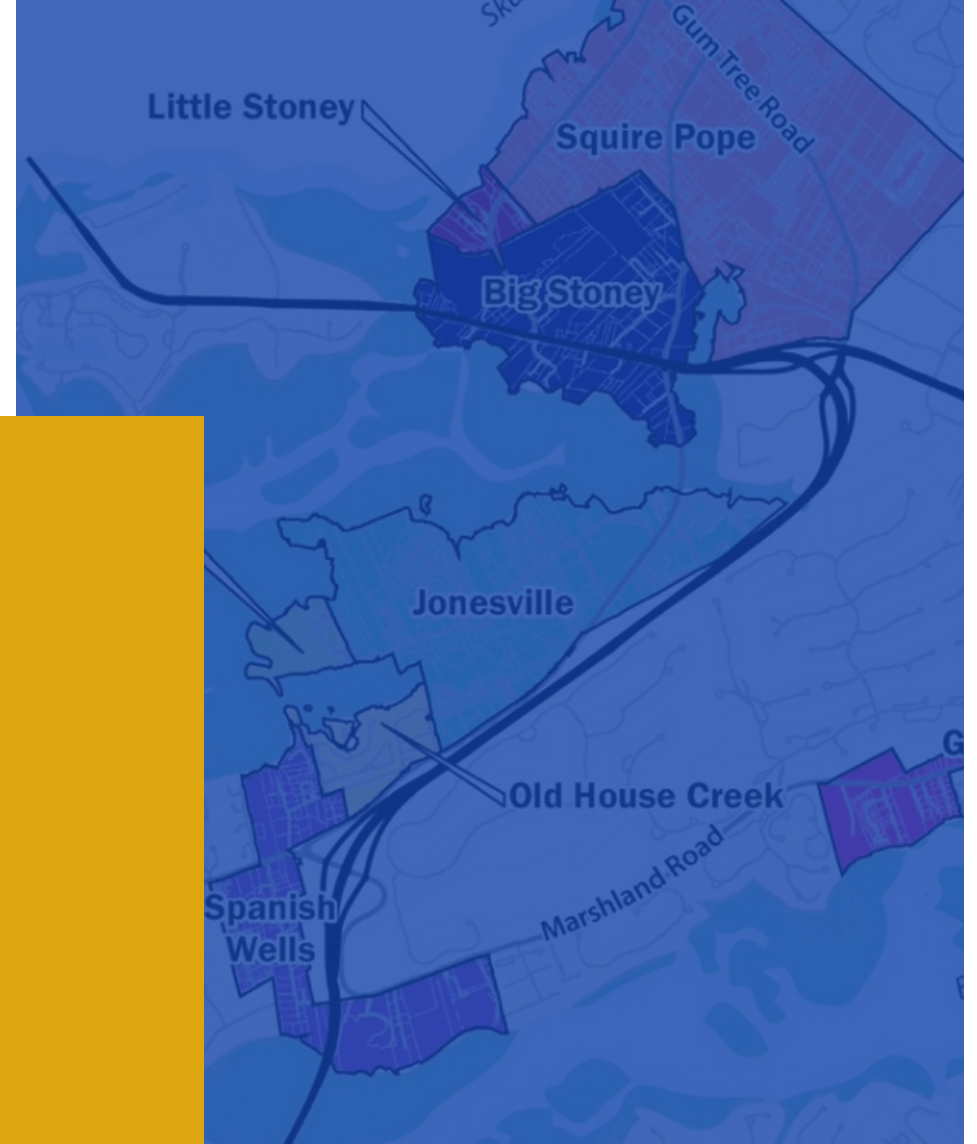 Gum Tree Road
Little Stoney
Squire Pope
Big Stoney
Jonesville
Old House Creek
Marshland Road
Spanish
Wells